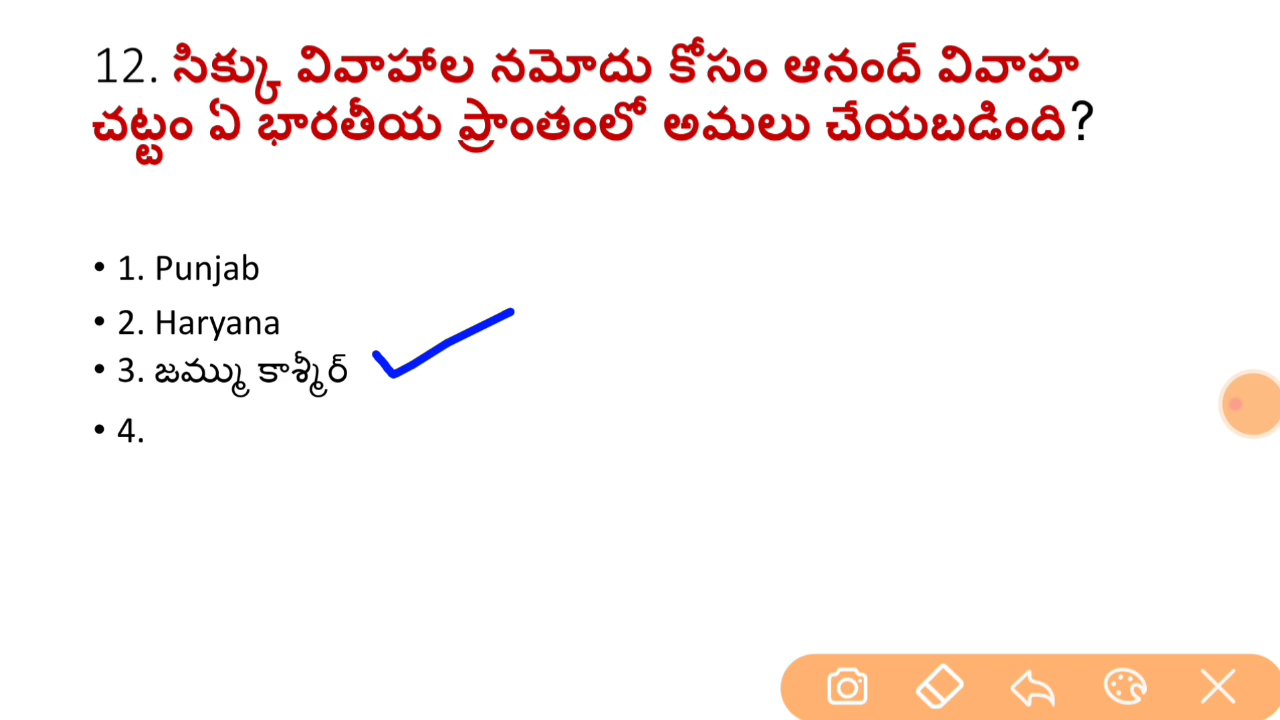 12. సిక్కు వివాహాల నమోదు కోసం ఆనంద్ వివాహ
చట్టం ఏ భారతీయ ప్రాంతంలో అమలు చేయబడింది?
• 1. Punjab
• 2. Haryana
• 3. జమ్ము కాశ్మీర్
• 4.